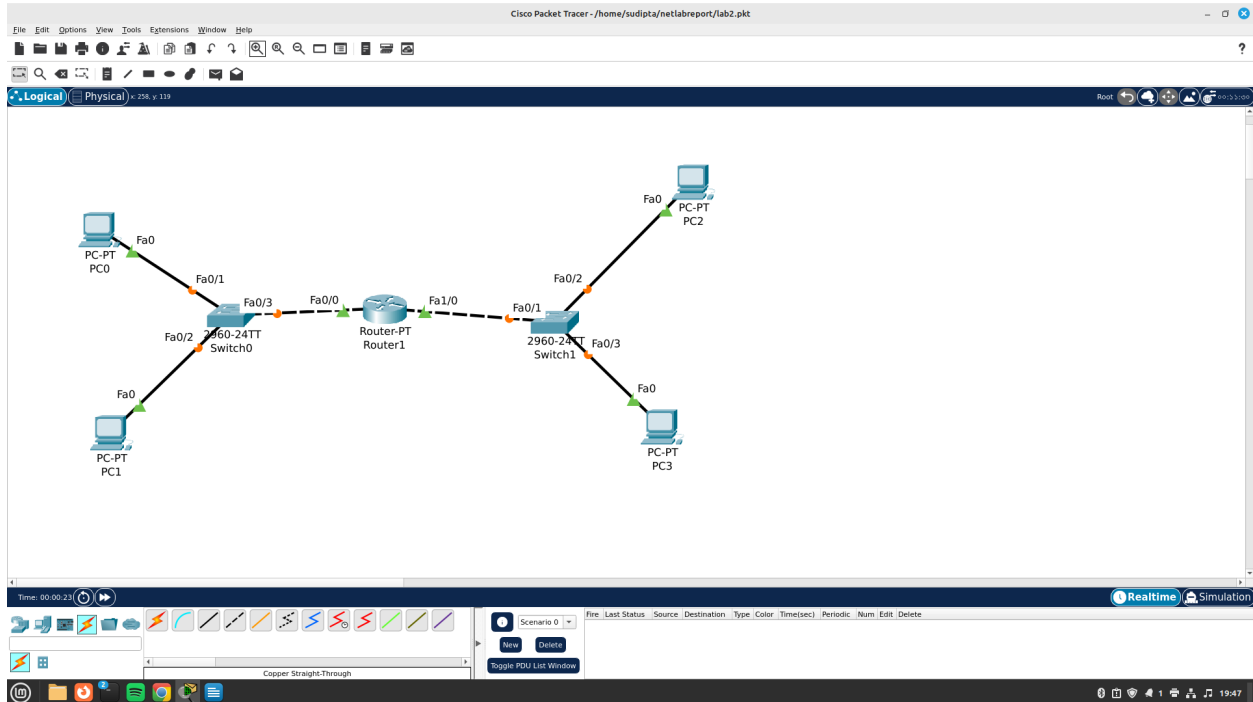 Cisco Packet Tracer - /home/sudipta/netlabreport/lab2.pkt
File Edit Options View Tools Extensions Window Help
?
Logical Physical x: 258, y: 119
Root
PC-PT
PC0
Fa0
Fa0/1
Fa0/2
Fa0/3
2960-24TT
Switch0
Fa0
PC-PT
PC1
Fa0/0
Router-PT
Router1
Fa1/0
Fa0/1
2960-24TT
Switch1
Fa0/2
Fa0
PC-PT
PC2
Fa0/3
Fa0
PC-PT
PC3
Time: 00:00:23
Realtime Simulation
Copper Straight-Through
Scenario 0
New Delete
Toggle PDU List Window
Fire Last Status Source Destination Type Color Time(sec) Periodic Num Edit Delete
2
1 19:47